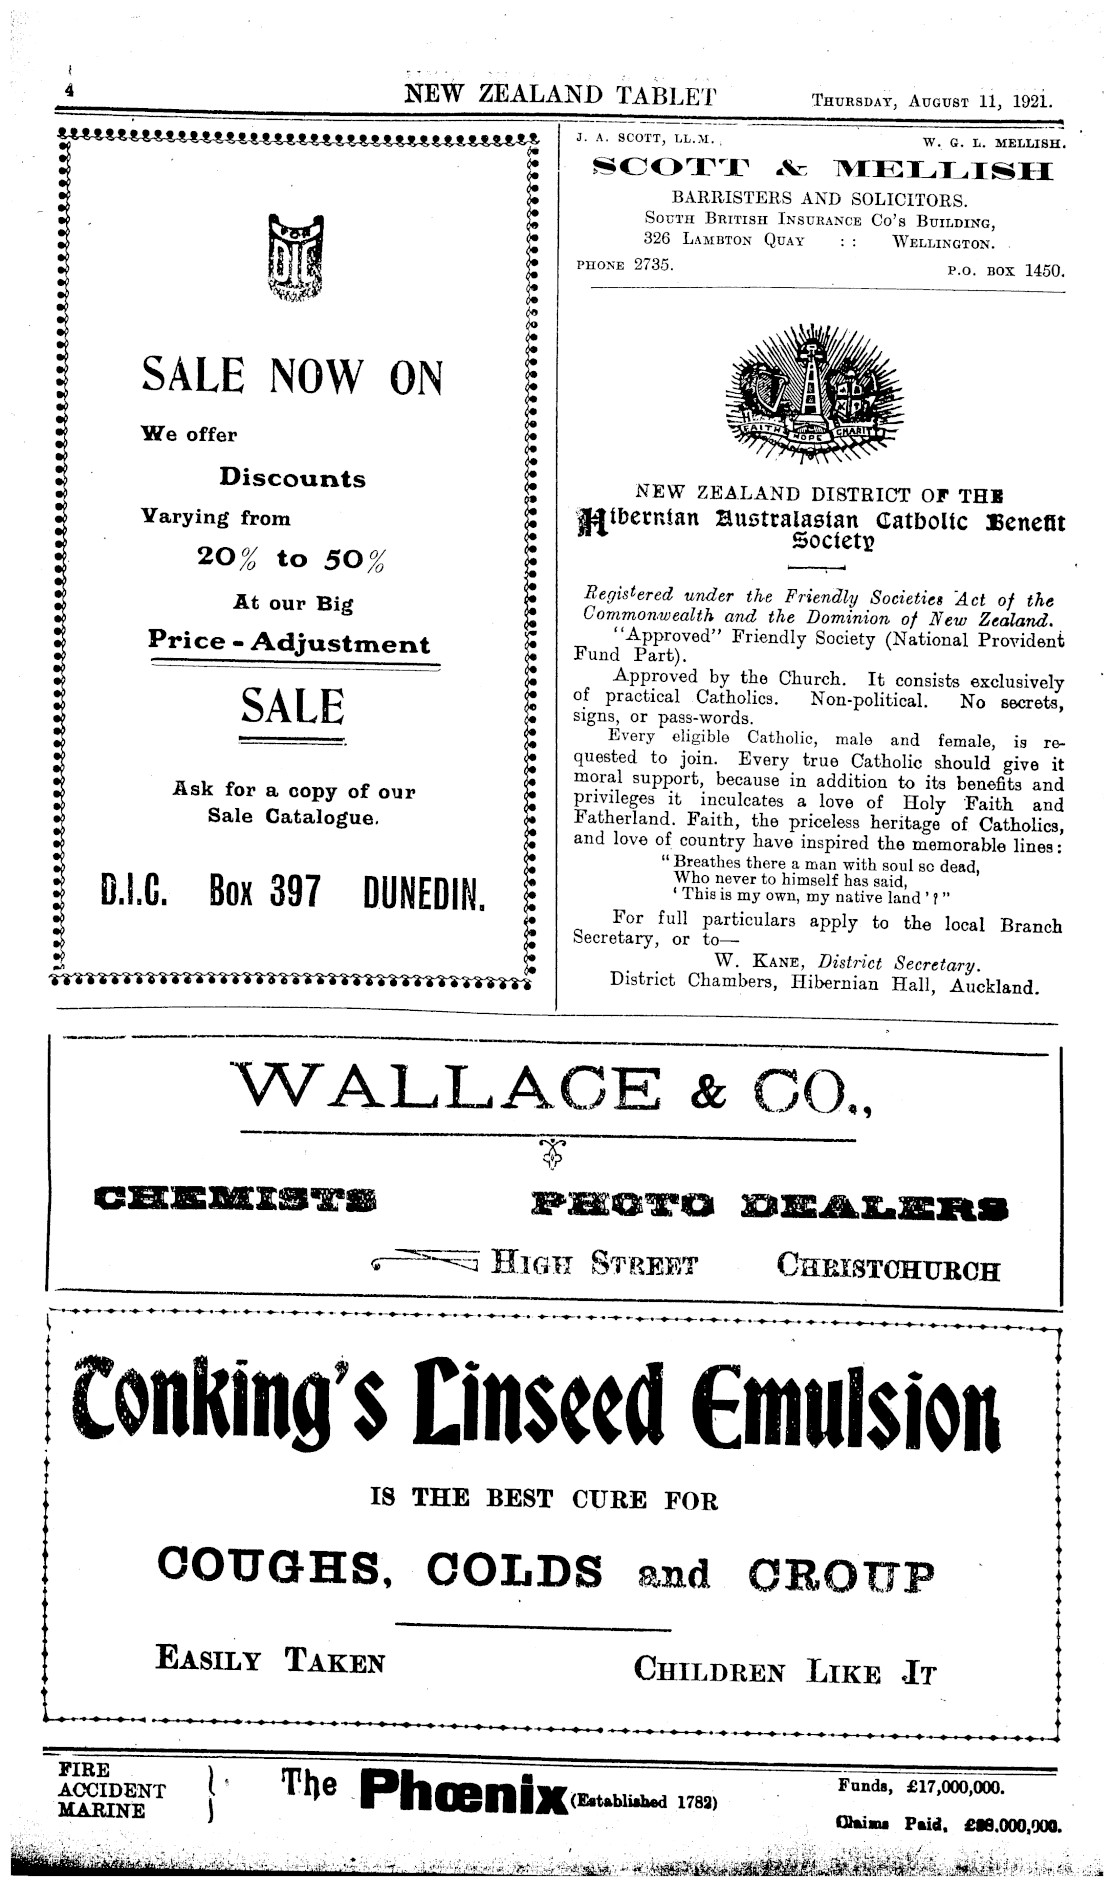 4
NEW ZEALAND TABLET
THURSDAY, AUGUST 11, 1921.
FOR
DIC
SALE NOW ON
We offer
Discounts
Varying from
20% to 50%
At our Big
Price - Adjustment
SALE
Ask for a copy of our
Sale Catalogue.
D.I.C. Box 397 DUNEDIN.
J. A. SCOTT, LL.M.
W. G. L. MELLISH.
SCOTT & MELLISH
BARRISTERS AND SOLICITORS.
SOUTH BRITISH INSURANCE CO'S BUILDING,
326 LAMBTON QUAY : : WELLINGTON.
PHONE 2735.
P.O. BOX 1450.
FAITH HOPE CHARITY
NEW ZEALAND DISTRICT OF THE
Hibernian Australasian Catholic Benefit
Society
Registered under the Friendly Societies Act of the
Commonwealth and the Dominion of New Zealand.
"Approved" Friendly Society (National Provident
Fund Part).
Approved by the Church. It consists exclusively
of practical Catholics. Non-political. No secrets,
signs, or pass-words.
Every eligible Catholic, male and female, is re-
quested to join. Every true Catholic should give it
moral support, because in addition to its benefits and
privileges it inculcates a love of Holy Faith and
Fatherland. Faith, the priceless heritage of Catholics,
and love of country have inspired the memorable lines:
"Breathes there a man with soul so dead,
Who never to himself has said,
'This is my own, my native land'?"
For full particulars apply to the local Branch
Secretary, or to—
W. KANE, District Secretary.
District Chambers, Hibernian Hall, Auckland.
WALLACE & CO.,
CHEMISTS PHOTO DEALERS
HIGH STREET CHRISTCHURCH
Tonking's Linseed Emulsion
IS THE BEST CURE FOR
COUGHS, COLDS and CROUP
EASILY TAKEN CHILDREN LIKE IT
FIRE
ACCIDENT
MARINE
The Phœnix (Established 1782)
Funds, £17,000,000.
Claims Paid,